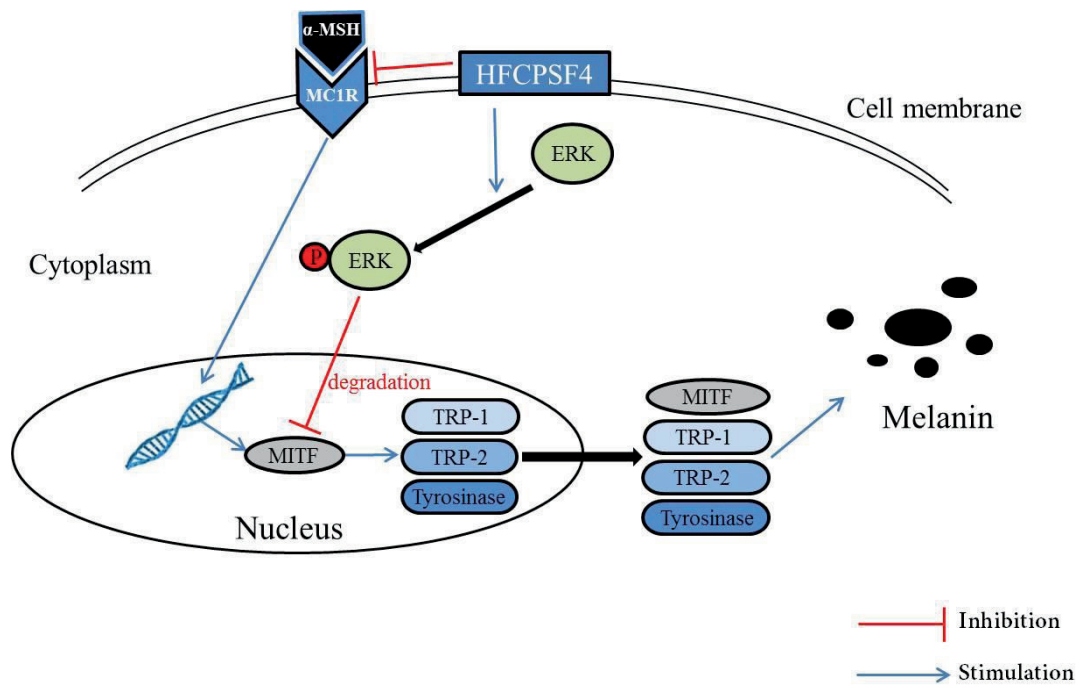 α-MSH
MC1R
HFCPSF4
Cell membrane
ERK
Cytoplasm
P
ERK
degradation
MITF
TRP-1
TRP-2
Tyrosinase
Nucleus
MITF
TRP-1
TRP-2
Tyrosinase
Melanin
Inhibition
Stimulation